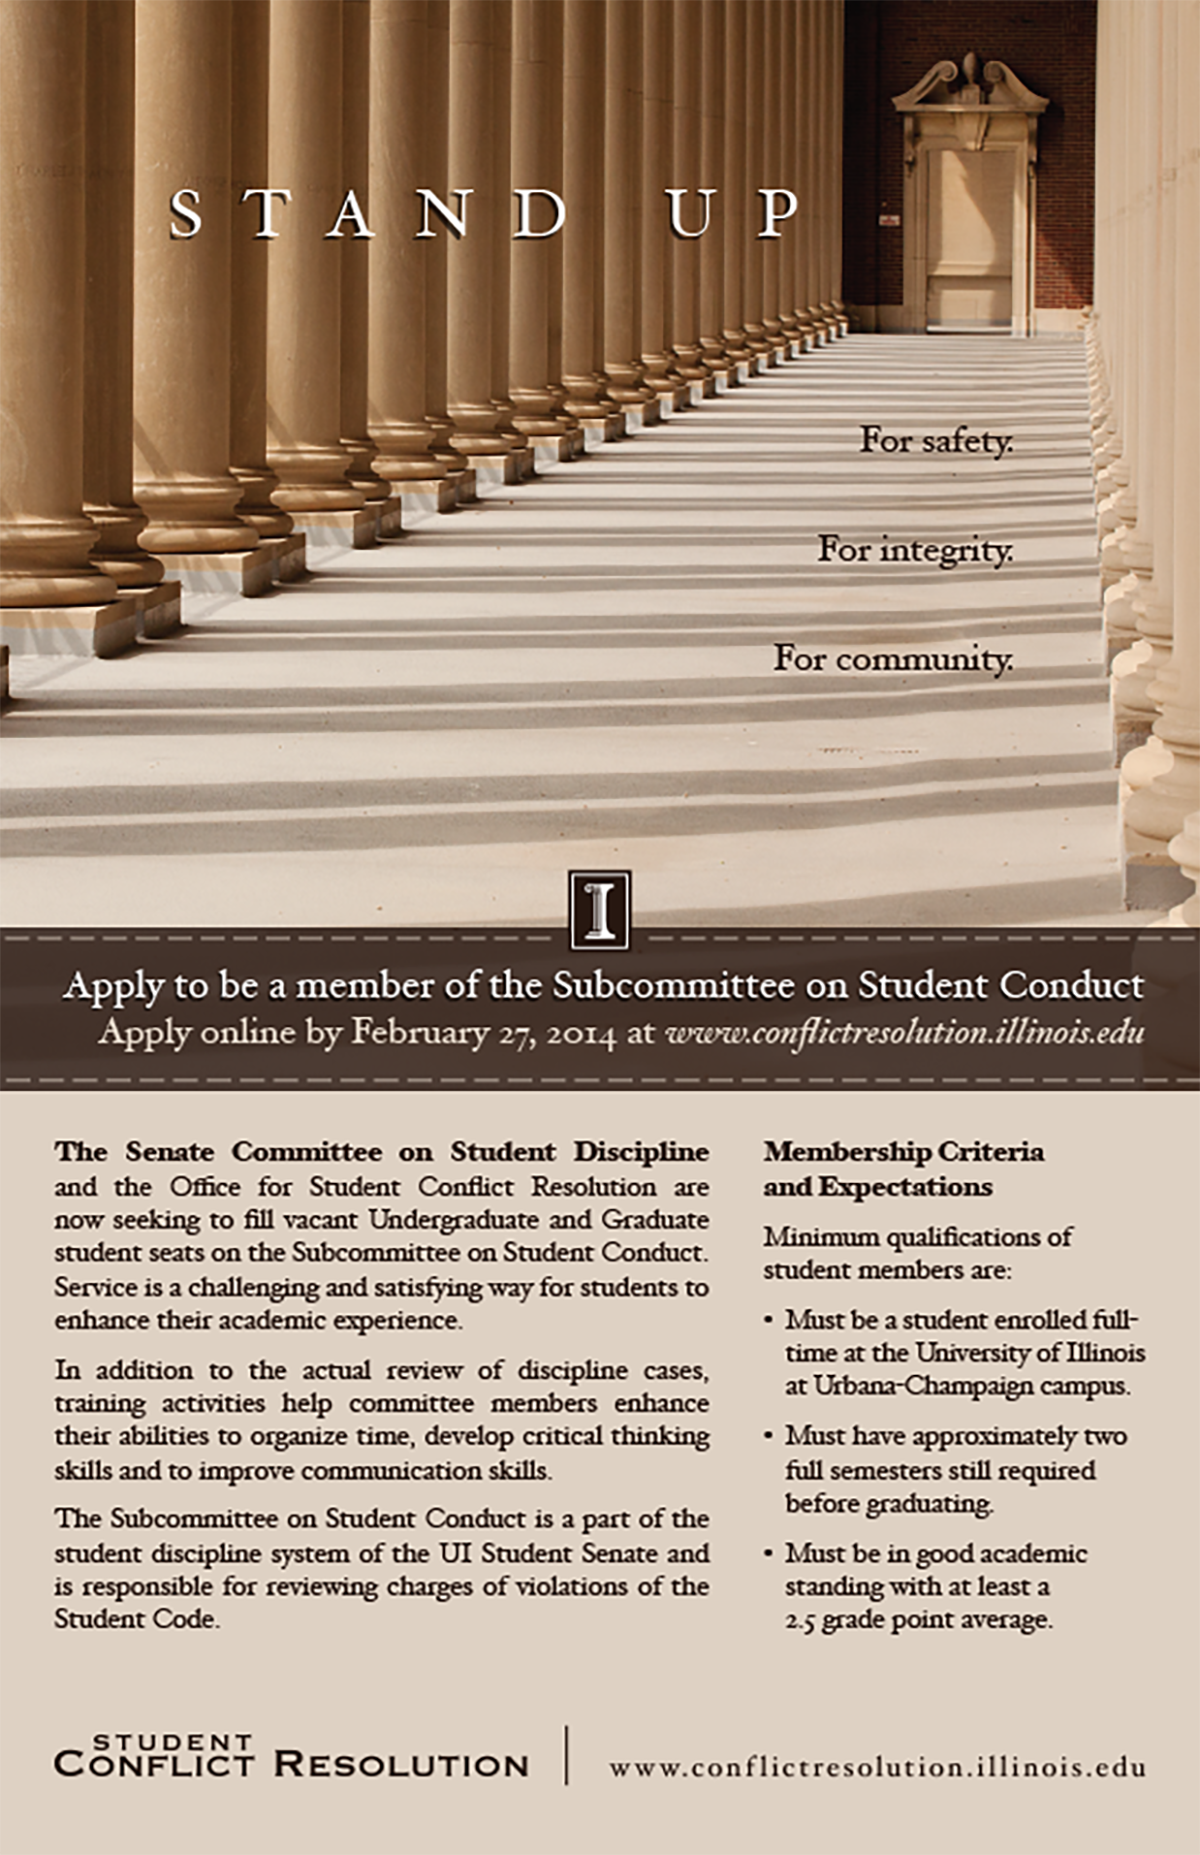 STAND UP
For safety.
For integrity.
For community.
I
Apply to be a member of the Subcommittee on Student Conduct
Apply online by February 27, 2014 at www.conflictresolution.illinois.edu
The Senate Committee on Student Discipline
and the Office for Student Conflict Resolution are
now seeking to fill vacant Undergraduate and Graduate
student seats on the Subcommittee on Student Conduct.
Service is a challenging and satisfying way for students to
enhance their academic experience.
In addition to the actual review of discipline cases,
training activities help committee members enhance
their abilities to organize time, develop critical thinking
skills and to improve communication skills.
The Subcommittee on Student Conduct is a part of the
student discipline system of the UI Student Senate and
is responsible for reviewing charges of violations of the
Student Code.
Membership Criteria
and Expectations
Minimum qualifications of
student members are:
• Must be a student enrolled full-
time at the University of Illinois
at Urbana-Champaign campus.
• Must have approximately two
full semesters still required
before graduating.
• Must be in good academic
standing with at least a
2.5 grade point average.
STUDENT
CONFLICT RESOLUTION
www.conflictresolution.illinois.edu